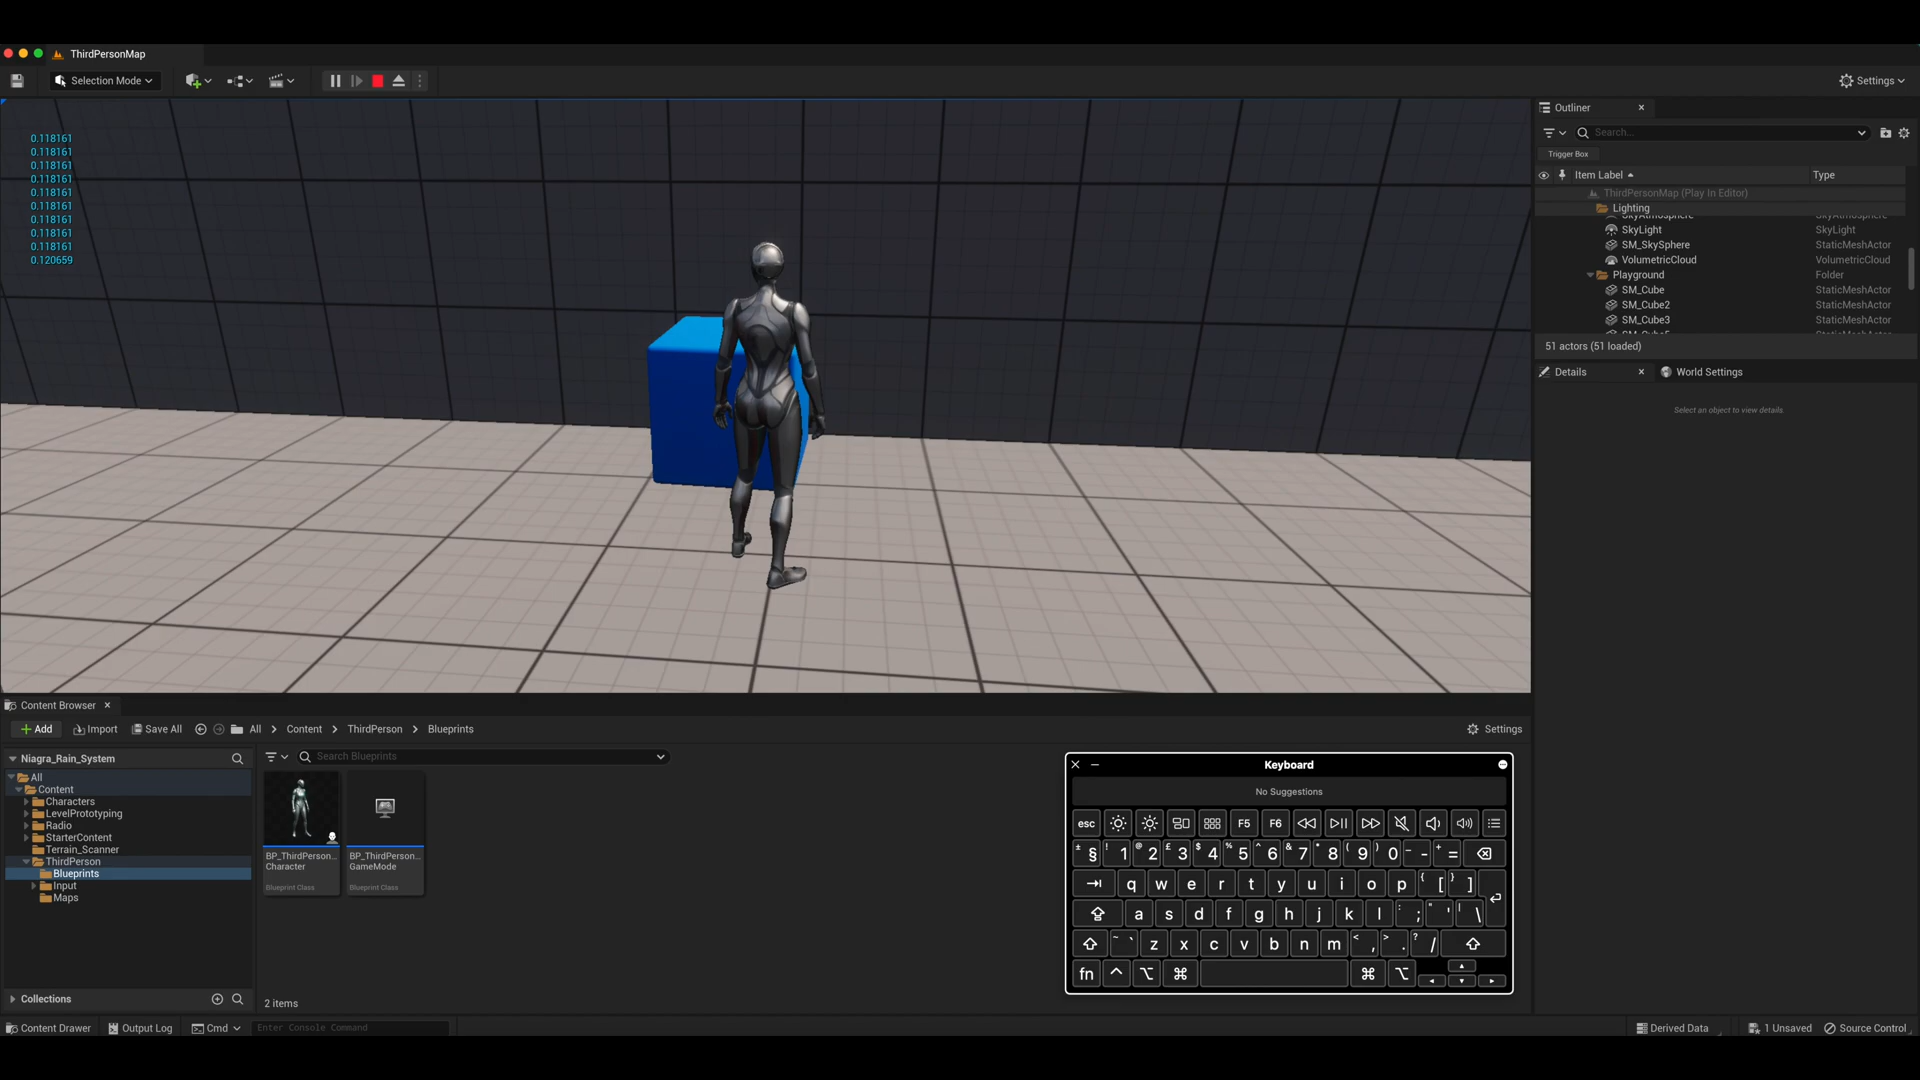 ThirdPersonMap
Selection Mode
Settings
0.118161
0.118161
0.118161
0.118161
0.118161
0.118161
0.118161
0.118161
0.118161
0.120659
Outliner
Search...
Trigger Box
Item Label Type
ThirdPersonMap (Play In Editor)
Lighting
SkyAtmosphere SkyAtmosphere
SkyLight SkyLight
SM_SkySphere StaticMeshActor
VolumetricCloud VolumetricCloud
Playground Folder
SM_Cube StaticMeshActor
SM_Cube2 StaticMeshActor
SM_Cube3 StaticMeshActor
51 actors (51 loaded)
Details World Settings
Select an object to view details.
Content Browser
Add Import Save All All Content ThirdPerson Blueprints Settings
Niagra_Rain_System
Search Blueprints
All
Content
Characters
LevelPrototyping
Radio
StarterContent
Terrain_Scanner
ThirdPerson
Blueprints
Input
Maps
BP_ThirdPerson... Character
Blueprint Class
BP_ThirdPerson... GameMode
Blueprint Class
Keyboard
No Suggestions
esc F5 F6
± § ! 1 @ 2 £ 3 $ 4 % 5 ^ 6 & 7 * 8 ( 9 ) 0 _ - + =
q w e r t y u i o p { [ } ]
a s d f g h j k l : ; " ' | \
~ ` z x c v b n m < , > . ? /
fn
Collections
2 items
Content Drawer Output Log Cmd Enter Console Command Derived Data 1 Unsaved Source Control